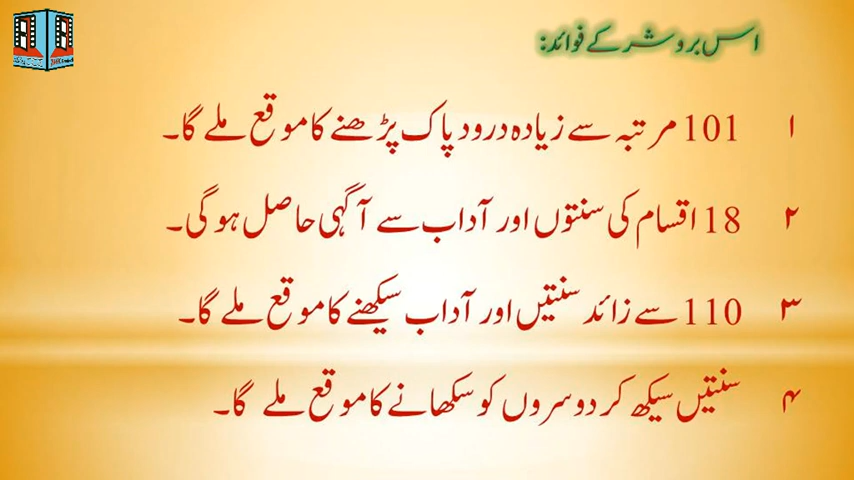 اس بروشر کے فوائد:
۱ 101 مرتبہ سے زیادہ درود پاک پڑھنے کا موقع ملے گا۔
۲ 18 اقسام کی سنتوں اور آداب سے آگہی حاصل ہو گی۔
۳ 110 سے زائد سنتیں اور آداب سیکھنے کا موقع ملے گا۔
۴ سنتیں سیکھ کر دوسروں کو سکھانے کا موقع ملے گا۔